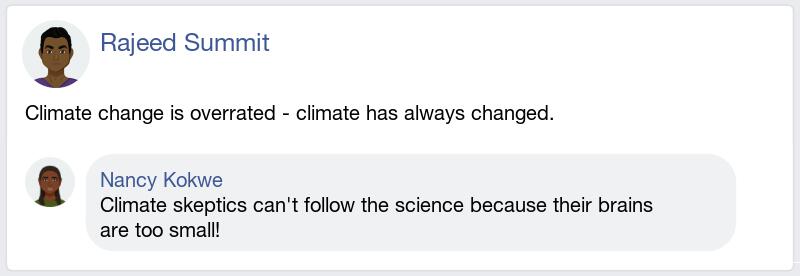 Rajeed Summit
Climate change is overrated - climate has always changed.
Nancy Kokwe
Climate skeptics can't follow the science because their brains
are too small!